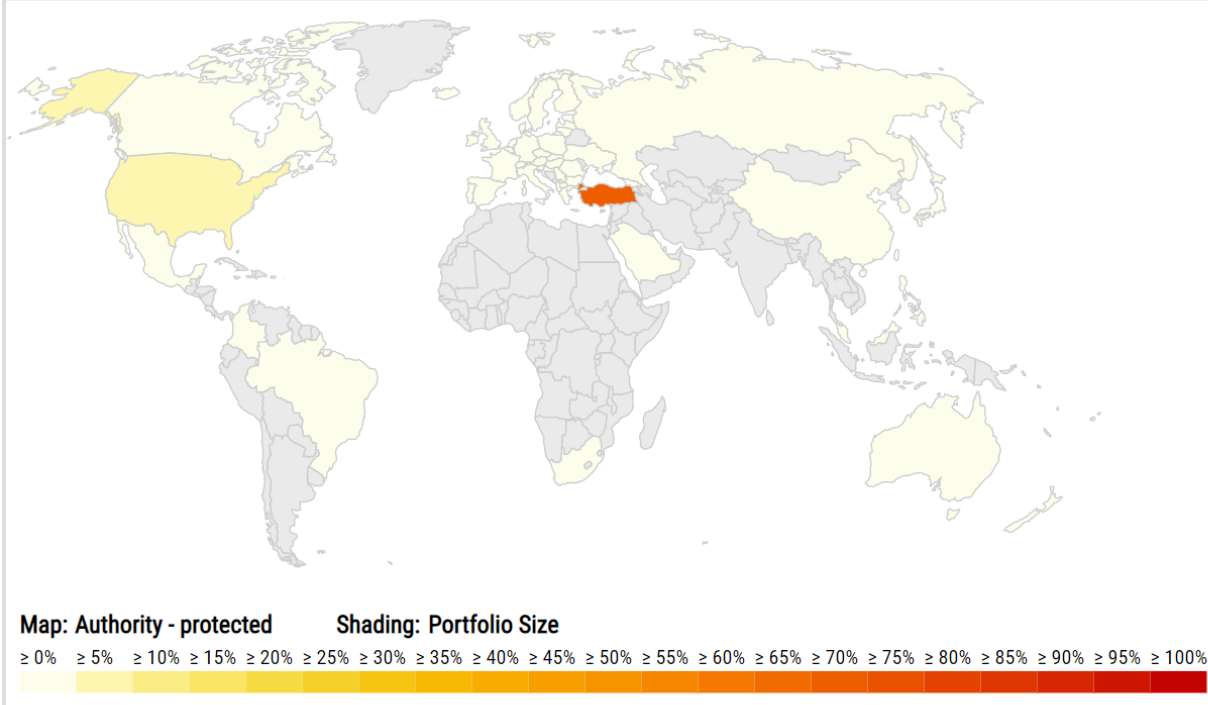 Map: Authority - protected Shading: Portfolio Size
≥ 0% ≥ 5% ≥ 10% ≥ 15% ≥ 20% ≥ 25% ≥ 30% ≥ 35% ≥ 40% ≥ 45% ≥ 50% ≥ 55% ≥ 60% ≥ 65% ≥ 70% ≥ 75% ≥ 80% ≥ 85% ≥ 90% ≥ 95% ≥ 100%